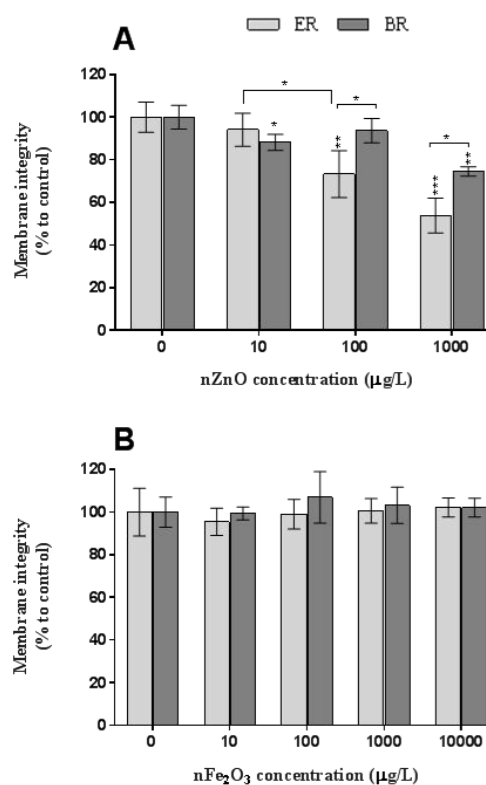 ER BR
A
120
100
80
60
40
20
0
Membrane integrity
(% to control)
*
*
**
*
***
*
**
0 10 100 1000
nZnO concentration (µg/L)
B
120
100
80
60
40
20
0
Membrane integrity
(% to control)
0 10 100 1000 10000
nFe₂O₃ concentration (µg/L)